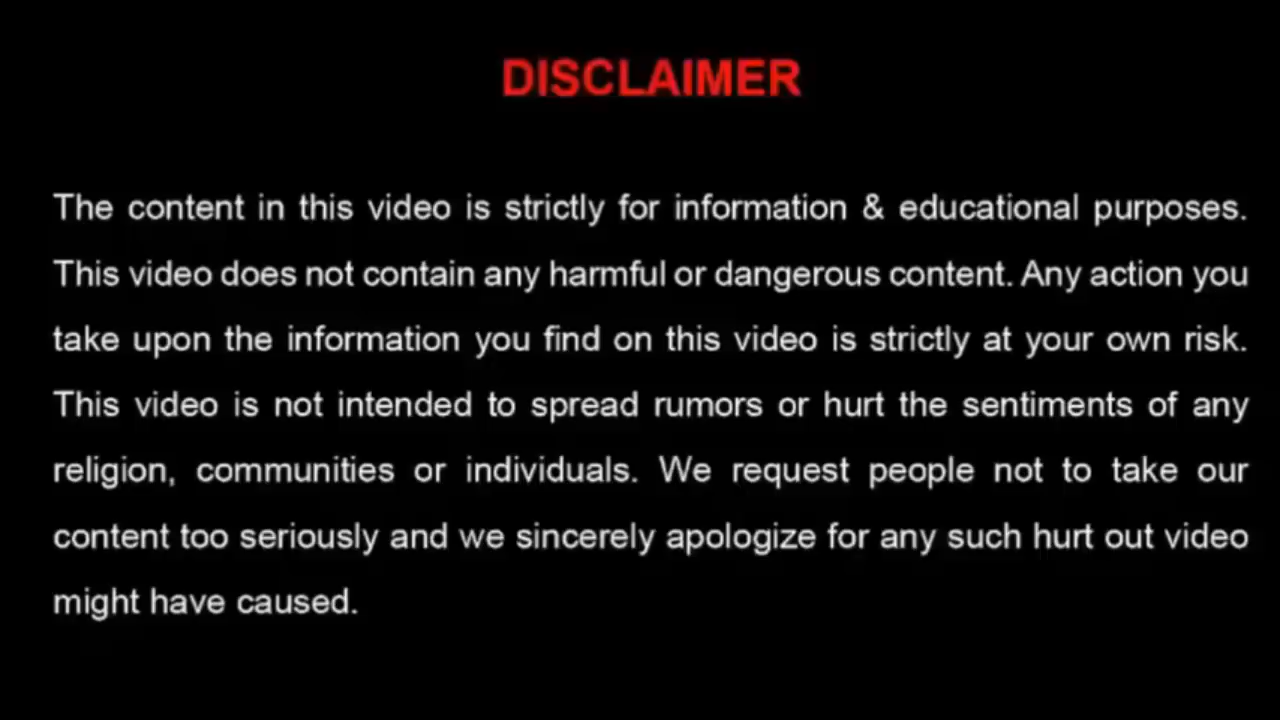 DISCLAIMER
The content in this video is strictly for information & educational purposes.
This video does not contain any harmful or dangerous content. Any action you
take upon the information you find on this video is strictly at your own risk.
This video is not intended to spread rumors or hurt the sentiments of any
religion, communities or individuals. We request people not to take our
content too seriously and we sincerely apologize for any such hurt out video
might have caused.